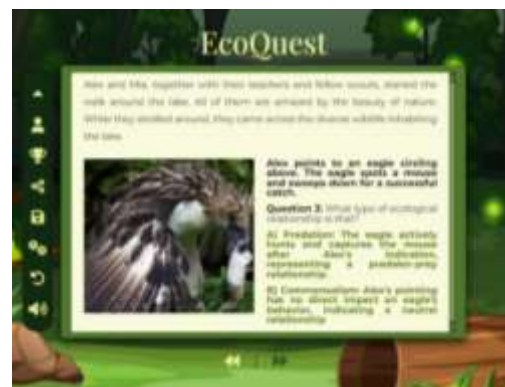 EcoQuest
Alex and Mia, together with their teachers and fellow scouts, started the
walk around the lake. All of them are amazed by the beauty of nature.
While they strolled around, they came across the diverse wildlife inhabiting
the lake.
Alex points to an eagle circling
above. The eagle spots a mouse
and swoops down for a successful
catch.
Question 2: What type of ecological
relationship is that?
A) Predation: The eagle actively
hunts and captures the mouse
after Alex's indication,
representing a predator-prey
relationship.
B) Commensalism: Alex's pointing
has no direct impact on eagle's
behavior, indicating a neutral
relationship